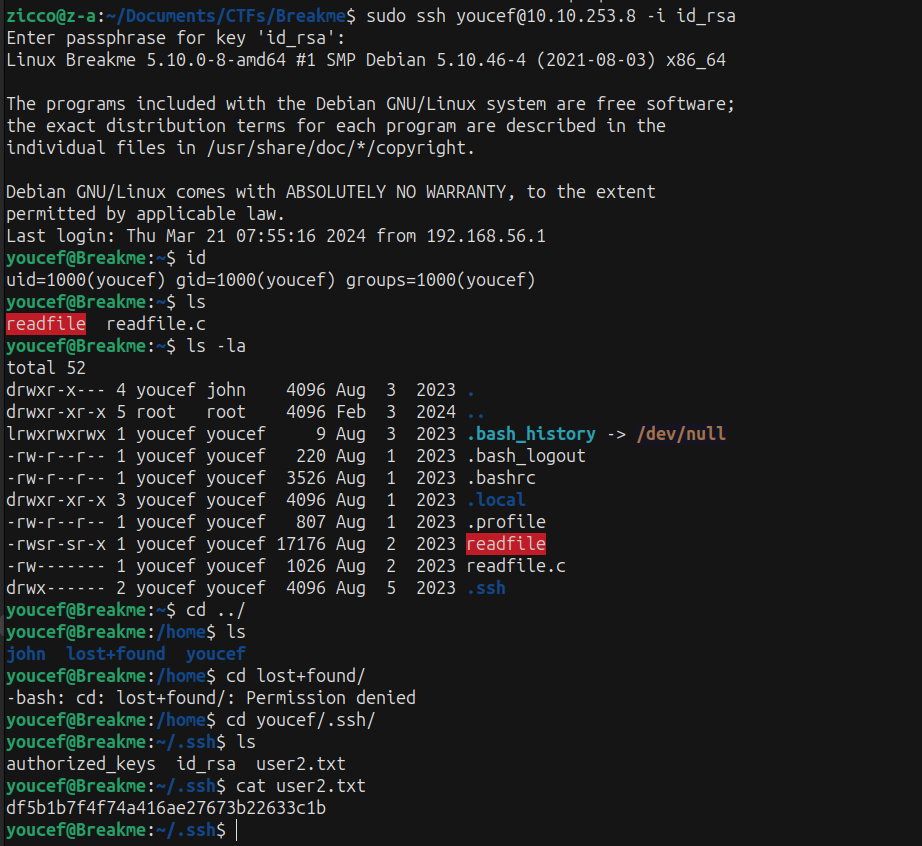 zicco@z-a:~/Documents/CTFs/Breakme$ sudo ssh youcef@10.10.253.8 -i id_rsa
Enter passphrase for key 'id_rsa':
Linux Breakme 5.10.0-8-amd64 #1 SMP Debian 5.10.46-4 (2021-08-03) x86_64

The programs included with the Debian GNU/Linux system are free software;
the exact distribution terms for each program are described in the
individual files in /usr/share/doc/*/copyright.

Debian GNU/Linux comes with ABSOLUTELY NO WARRANTY, to the extent
permitted by applicable law.
Last login: Thu Mar 21 07:55:16 2024 from 192.168.56.1
youcef@Breakme:~$ id
uid=1000(youcef) gid=1000(youcef) groups=1000(youcef)
youcef@Breakme:~$ ls
readfile  readfile.c
youcef@Breakme:~$ ls -la
total 52
drwxr-x--- 4 youcef john    4096 Aug  3  2023 .
drwxr-xr-x 5 root   root    4096 Feb  3  2024 ..
lrwxrwxrwx 1 youcef youcef     9 Aug  3  2023 .bash_history -> /dev/null
-rw-r--r-- 1 youcef youcef   220 Aug  1  2023 .bash_logout
-rw-r--r-- 1 youcef youcef  3526 Aug  1  2023 .bashrc
drwxr-xr-x 3 youcef youcef  4096 Aug  1  2023 .local
-rw-r--r-- 1 youcef youcef   807 Aug  1  2023 .profile
-rwsr-sr-x 1 youcef youcef 17176 Aug  2  2023 readfile
-rw------- 1 youcef youcef  1026 Aug  2  2023 readfile.c
drwx------ 2 youcef youcef  4096 Aug  5  2023 .ssh
youcef@Breakme:~$ cd ../
youcef@Breakme:/home$ ls
john  lost+found  youcef
youcef@Breakme:/home$ cd lost+found/
-bash: cd: lost+found/: Permission denied
youcef@Breakme:/home$ cd youcef/.ssh/
youcef@Breakme:~/.ssh$ ls
authorized_keys  id_rsa  user2.txt
youcef@Breakme:~/.ssh$ cat user2.txt
df5b1b7f4f74a416ae27673b22633c1b
youcef@Breakme:~/.ssh$